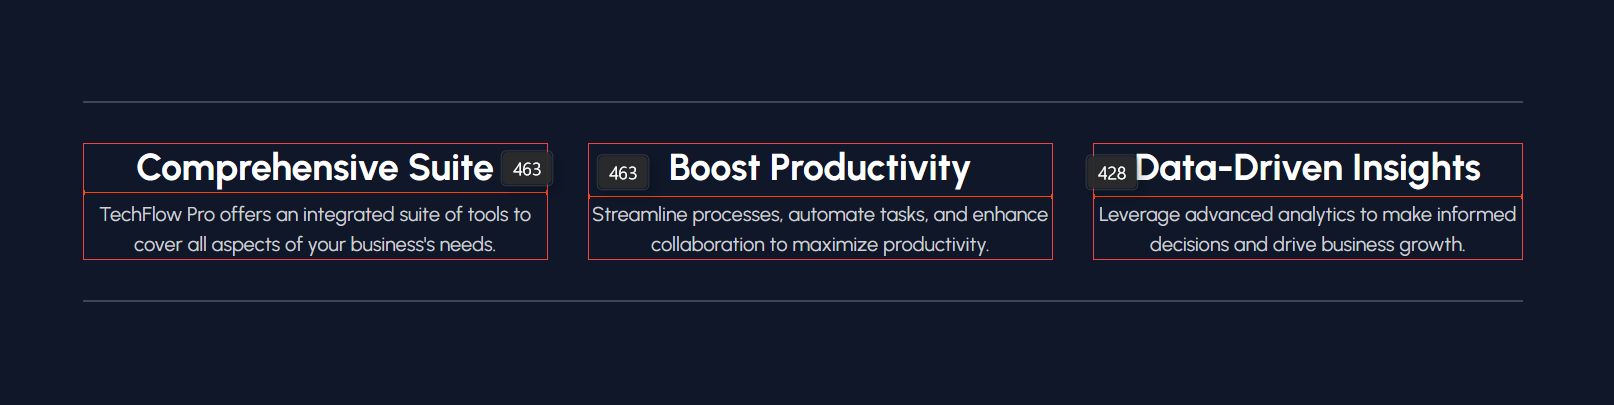 Comprehensive Suite 463
TechFlow Pro offers an integrated suite of tools to
cover all aspects of your business's needs.
463 Boost Productivity
Streamline processes, automate tasks, and enhance
collaboration to maximize productivity.
428 Data-Driven Insights
Leverage advanced analytics to make informed
decisions and drive business growth.